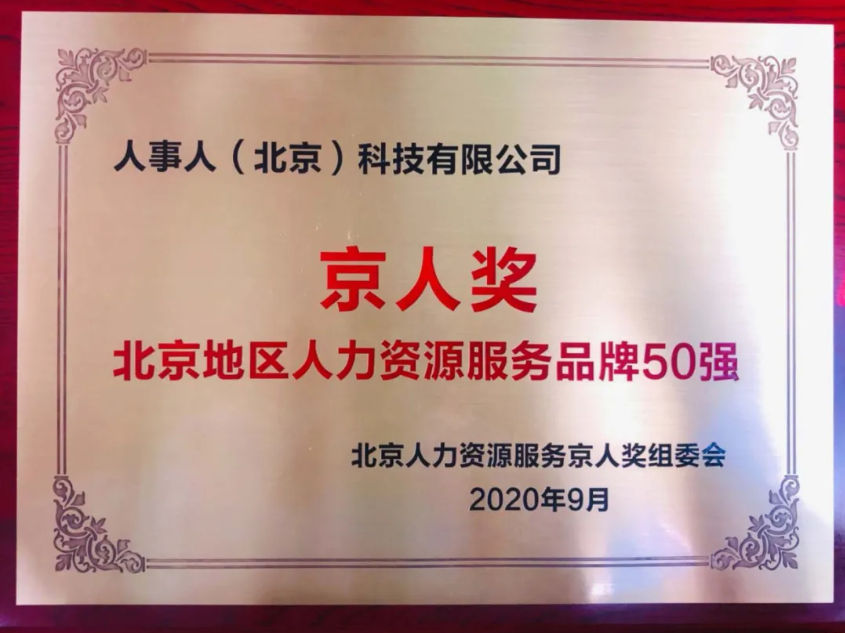 人事人（北京）科技有限公司
京人奖
北京地区人力资源服务品牌50强
北京人力资源服务京人奖组委会
2020年9月